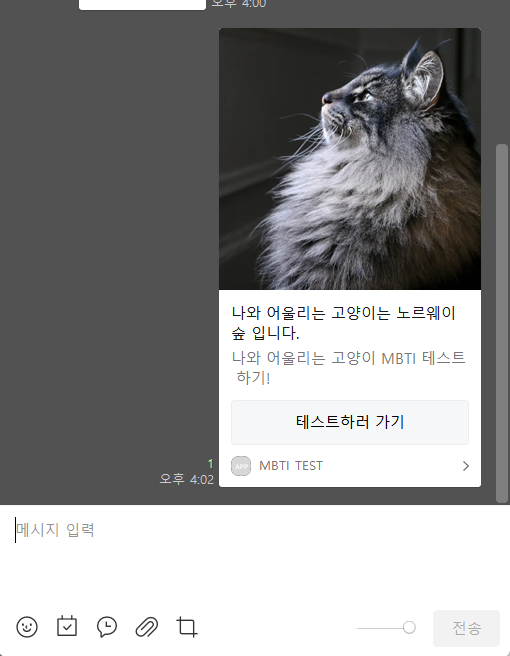 오후 4:00
나와 어울리는 고양이는 노르웨이
숲 입니다.
나와 어울리는 고양이 MBTI 테스트
하기!
테스트하러 가기
APP MBTI TEST
1
오후 4:02
메시지 입력
전송